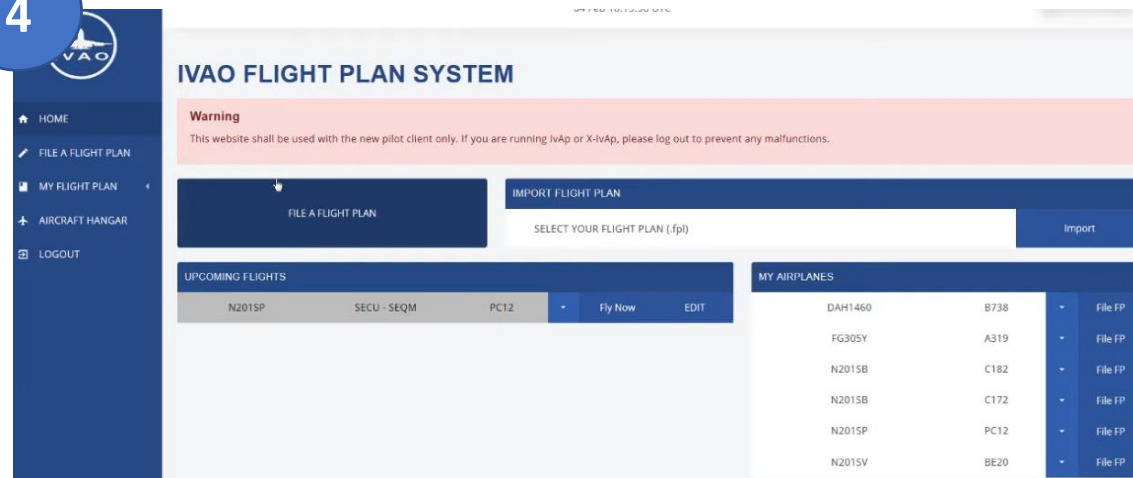 4
IVAO
HOME
FILE A FLIGHT PLAN
MY FLIGHT PLAN
AIRCRAFT HANGAR
LOGOUT
IVAO FLIGHT PLAN SYSTEM
Warning
This website shall be used with the new pilot client only. If you are running IvAp or X-IvAp, please log out to prevent any malfunctions.
FILE A FLIGHT PLAN
IMPORT FLIGHT PLAN
SELECT YOUR FLIGHT PLAN (.fpl) Import
UPCOMING FLIGHTS
N201SP SECU - SEQM PC12 Fly Now EDIT
MY AIRPLANES
DAH1460 B738 File FP
FG305Y A319 File FP
N201SB C182 File FP
N201SB C172 File FP
N201SP PC12 File FP
N201SV BE20 File FP